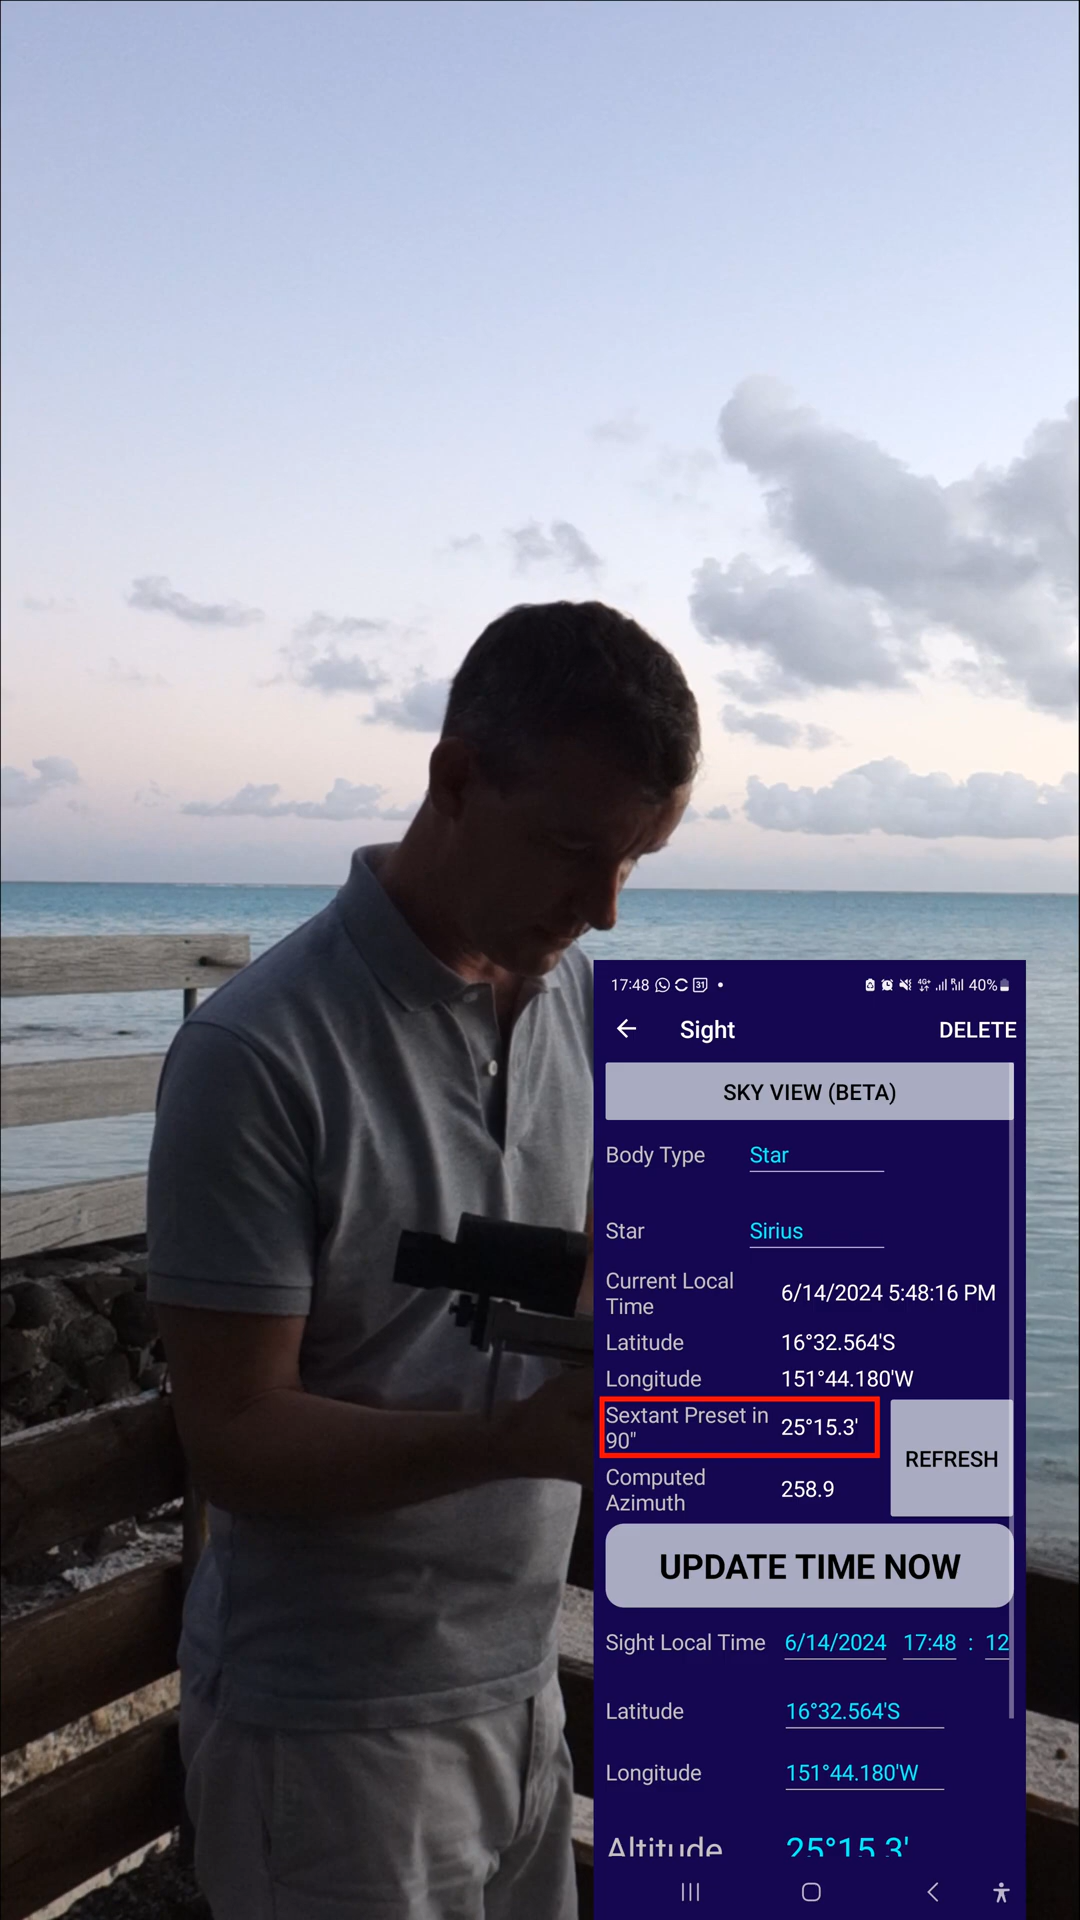 17:48 31 4G+ R 40%
Sight DELETE
SKY VIEW (BETA)
Body Type Star
Star Sirius
Current Local
Time 6/14/2024 5:48:16 PM
Latitude 16°32.564'S
Longitude 151°44.180'W
Sextant Preset in
90" 25°15.3'
REFRESH
Computed
Azimuth 258.9
UPDATE TIME NOW
Sight Local Time 6/14/2024 17:48 : 12
Latitude 16°32.564'S
Longitude 151°44.180'W
Altitude 25°15.3'